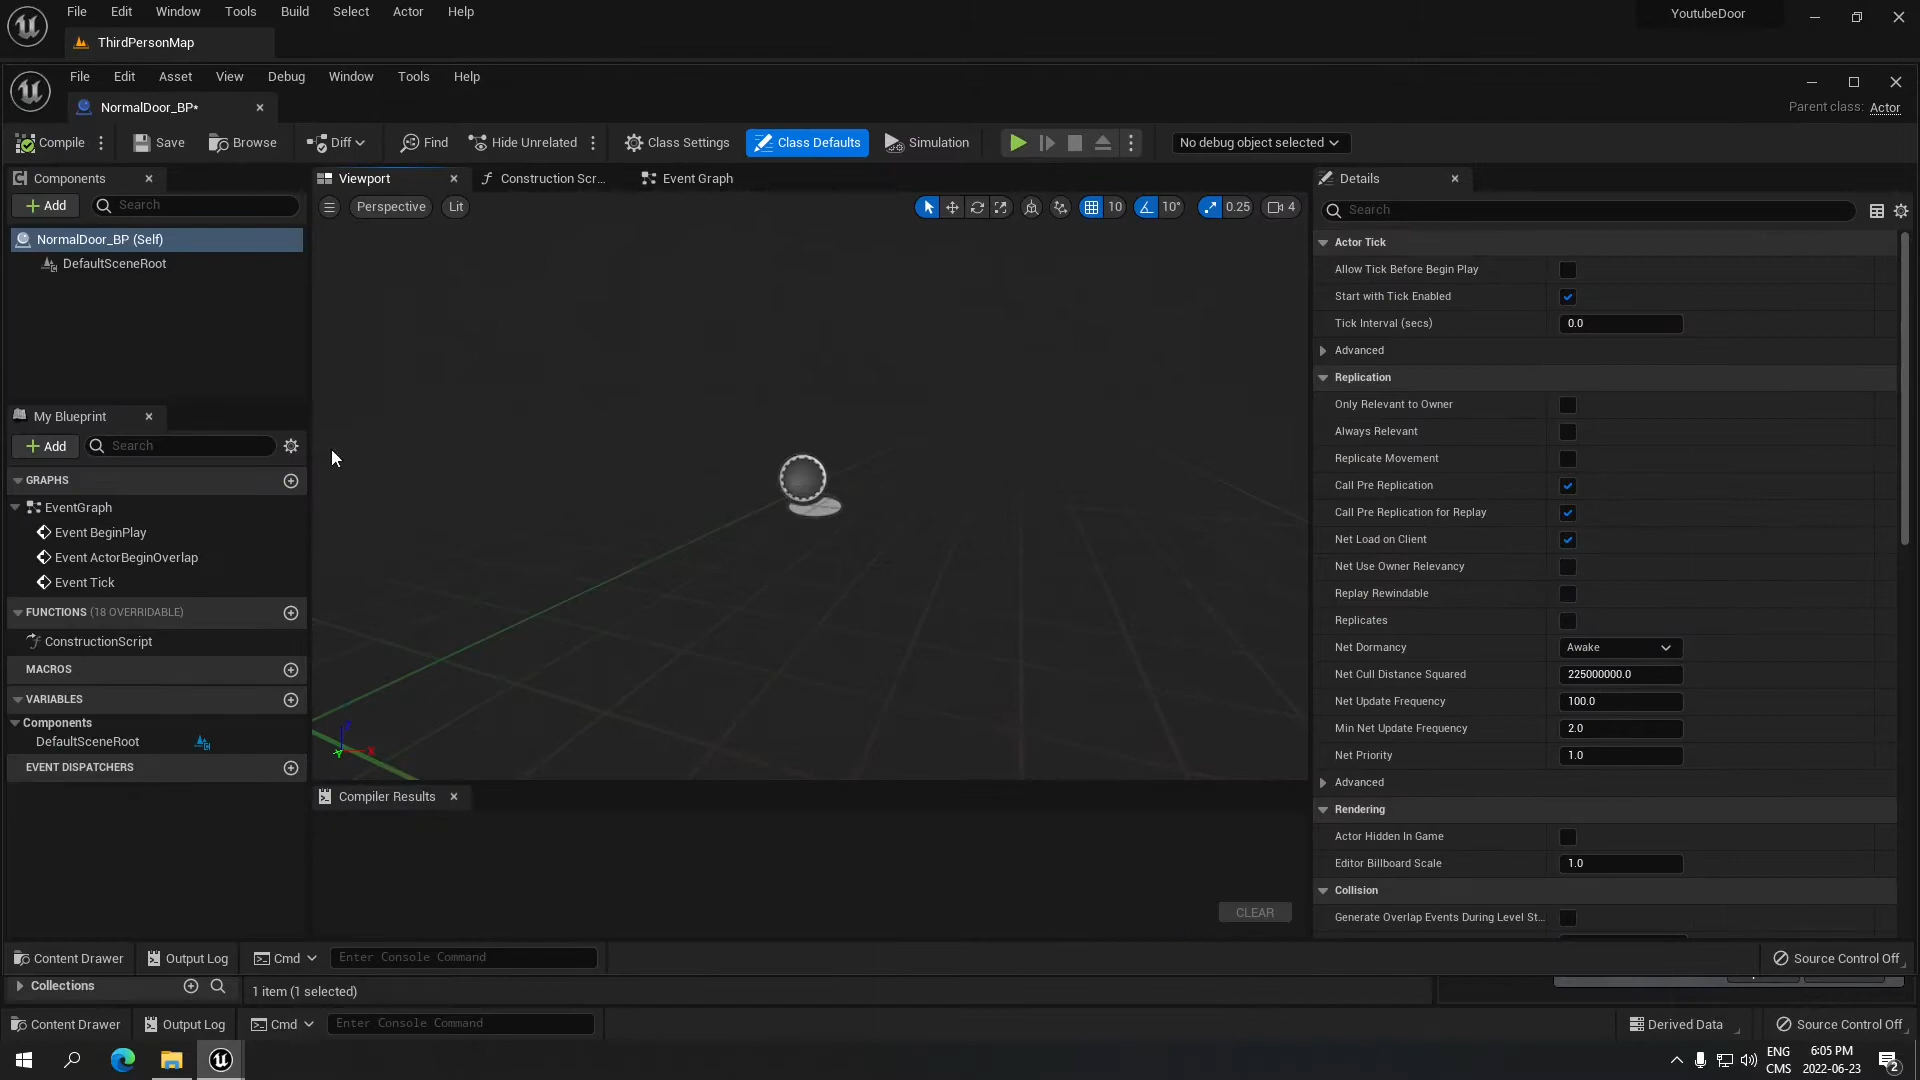 File Edit Window Tools Build Select Actor Help
YoutubeDoor
ThirdPersonMap
File Edit Asset View Debug Window Tools Help
NormalDoor_BP*
Parent class: Actor
Compile Save Browse Diff Find Hide Unrelated Class Settings Class Defaults Simulation No debug object selected
Components
Add Search
NormalDoor_BP (Self)
DefaultSceneRoot
My Blueprint
Add Search
GRAPHS
EventGraph
Event BeginPlay
Event ActorBeginOverlap
Event Tick
FUNCTIONS (18 OVERRIDABLE)
ConstructionScript
MACROS
VARIABLES
Components
DefaultSceneRoot
EVENT DISPATCHERS
Viewport Construction Scr... Event Graph
Perspective Lit 10 10° 0.25 4
X
Compiler Results
CLEAR
Details
Search
Actor Tick
Allow Tick Before Begin Play
Start with Tick Enabled
Tick Interval (secs) 0.0
Advanced
Replication
Only Relevant to Owner
Always Relevant
Replicate Movement
Call Pre Replication
Call Pre Replication for Replay
Net Load on Client
Net Use Owner Relevancy
Replay Rewindable
Replicates
Net Dormancy Awake
Net Cull Distance Squared 225000000.0
Net Update Frequency 100.0
Min Net Update Frequency 2.0
Net Priority 1.0
Advanced
Rendering
Actor Hidden In Game
Editor Billboard Scale 1.0
Collision
Generate Overlap Events During Level St...
Content Drawer Output Log Cmd Enter Console Command Source Control Off
Collections 1 item (1 selected)
Content Drawer Output Log Cmd Enter Console Command Derived Data Source Control Off
ENG
CMS
6:05 PM
2022-06-23
2